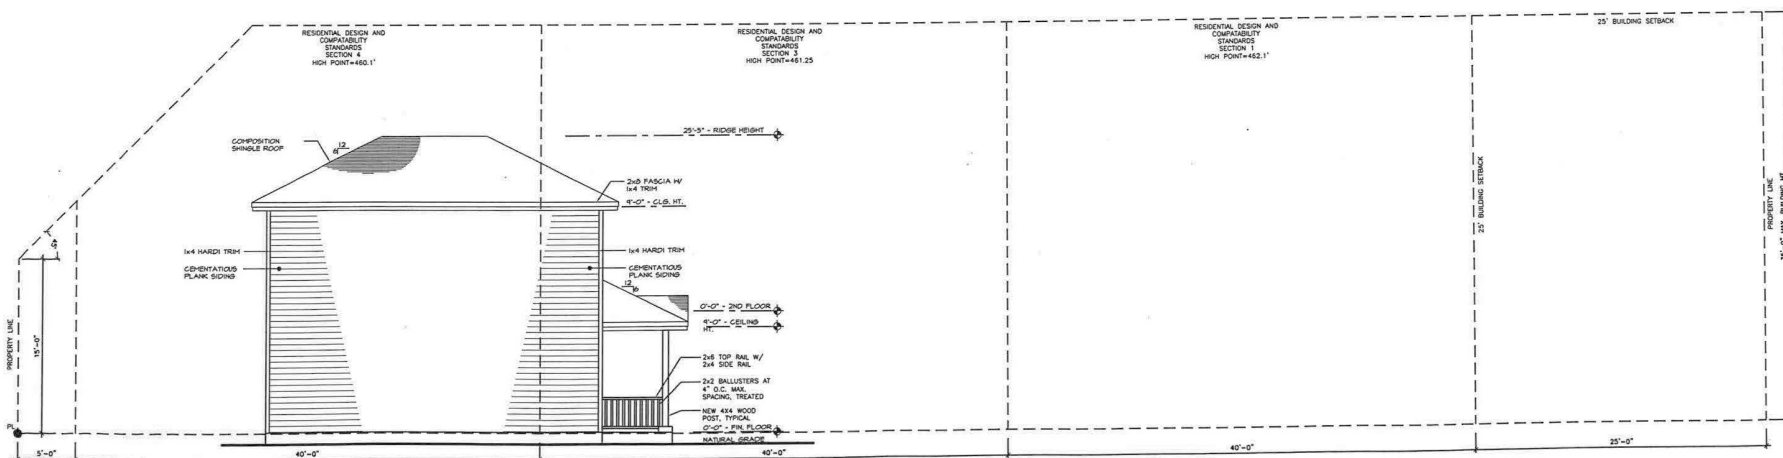 RESIDENTIAL DESIGN AND
COMPATABILITY
STANDARDS
SECTION 4
HIGH POINT=460.1'
RESIDENTIAL DESIGN AND
COMPATABILITY
STANDARDS
SECTION 3
HIGH POINT=461.25
RESIDENTIAL DESIGN AND
COMPATABILITY
STANDARDS
SECTION 1
HIGH POINT=462.1'
25' BUILDING SETBACK
25'-5" - RIDGE HEIGHT
COMPOSITION
SHINGLE ROOF
12
6
2x8 FASCIA W/
1x4 TRIM
9'-0" - CLG. HT.
45°
1x4 HARDI TRIM
CEMENTATIOUS
PLANK SIDING
1x4 HARDI TRIM
CEMENTATIOUS
PLANK SIDING
12
6
0'-0" - 2ND FLOOR
9'-0" - CEILING
HT.
2x6 TOP RAIL W/
2x4 SIDE RAIL
2x2 BALLUSTERS AT
4" O.C. MAX.
SPACING, TREATED
NEW 4X4 WOOD
POST, TYPICAL
0'-0" - FIN. FLOOR
NATURAL GRADE
PROPERTY LINE
15'-0"
PL
25' BUILDING SETBACK
PROPERTY LINE
5'-0"
40'-0"
40'-0"
40'-0"
25'-0"